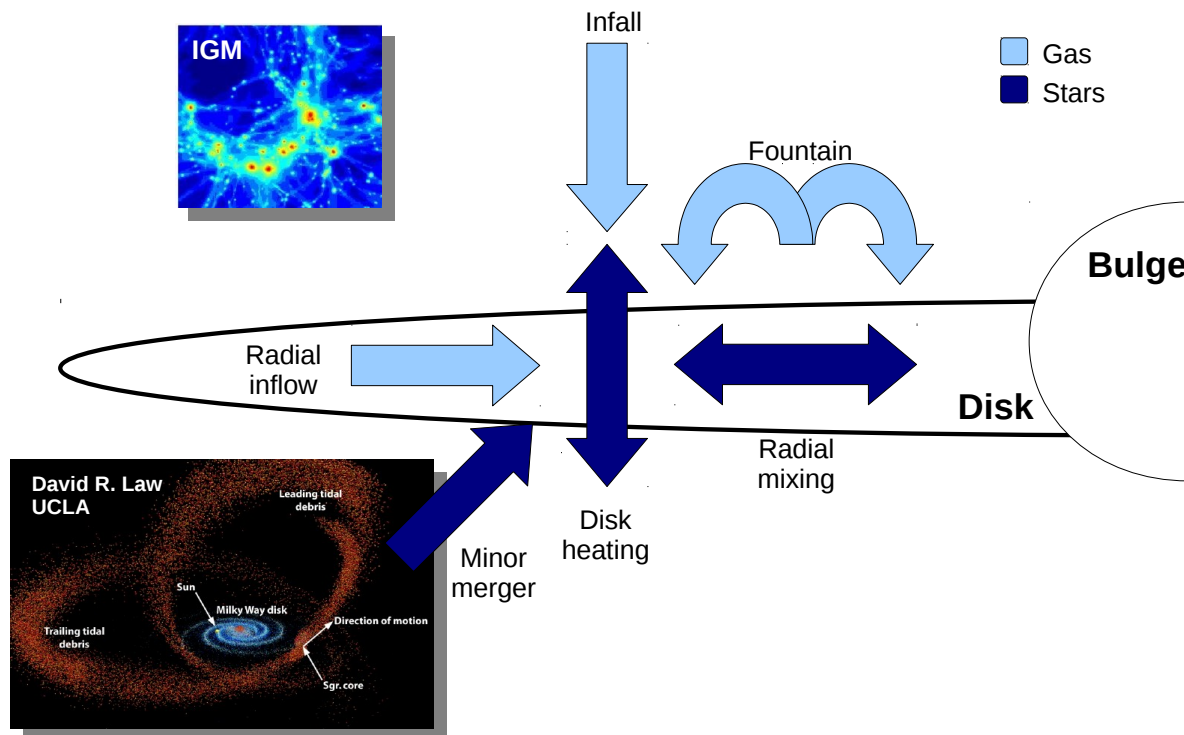 Infall
IGM
Gas
Stars
Fountain
Bulge
Radial
inflow
Disk
Radial
mixing
David R. Law
UCLA
Leading tidal
debris
Disk
heating
Minor
merger
Sun
Milky Way disk
Direction of motion
Trailing tidal
debris
Sgr. core